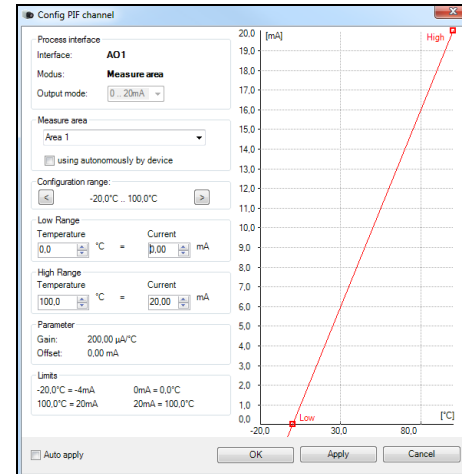 Config PIF channel
Process interface
Interface: AO1
Modus: Measure area
Output mode: 0 .. 20mA
Measure area
Area 1
using autonomously by device
Configuration range:
< -20,0°C .. 100,0°C >
Low Range
Temperature Current
0,0 °C = 0,00 mA
High Range
Temperature Current
100,0 °C = 20,00 mA
Parameter
Gain: 200,00 µA/°C
Offset: 0,00 mA
Limits
-20,0°C = -4mA 0mA = 0,0°C
100,0°C = 20mA 20mA = 100,0°C
Auto apply
20,0 [mA] High
19,0
18,0
17,0
16,0
15,0
14,0
13,0
12,0
11,0
10,0
9,0
8,0
7,0
6,0
5,0
4,0
3,0
2,0
1,0
0,0 Low [°C]
-20,0 30,0 80,0
OK Apply Cancel